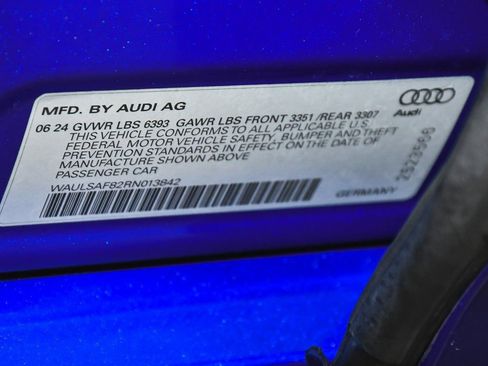 MFD. BY AUDI AG
Audi
06 24 GVWR LBS 6393 GAWR LBS FRONT 3351 /REAR 3307
THIS VEHICLE CONFORMS TO ALL APPLICABLE U.S.
FEDERAL MOTOR VEHICLE SAFETY, BUMPER AND THEFT
PREVENTION STANDARDS IN EFFECT ON THE DATE OF
MANUFACTURE SHOWN ABOVE
PASSENGER CAR
WAULSAF82RN013842
GERMANY